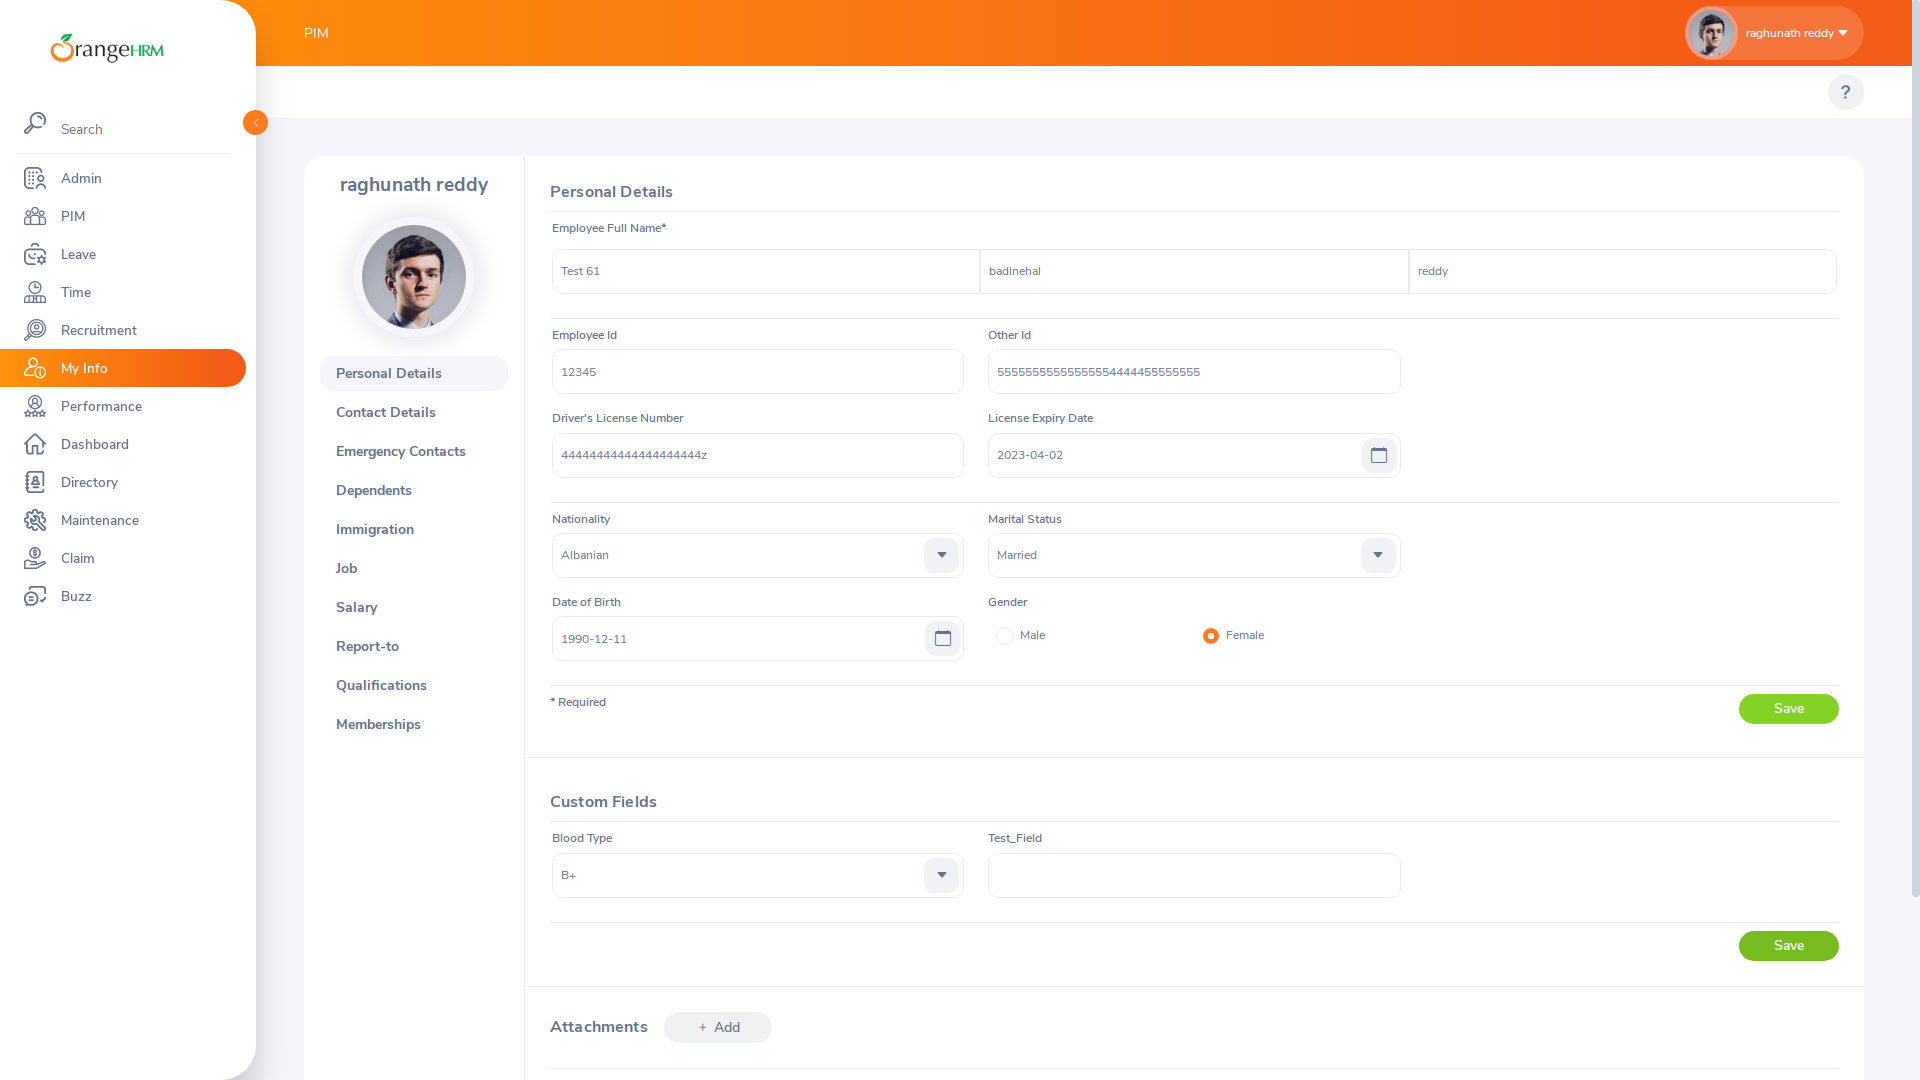 OrangeHRM
PIM
raghunath reddy
?
Search
Admin
PIM
Leave
Time
Recruitment
My Info
Performance
Dashboard
Directory
Maintenance
Claim
Buzz
raghunath reddy
Personal Details
Contact Details
Emergency Contacts
Dependents
Immigration
Job
Salary
Report-to
Qualifications
Memberships
Personal Details
Employee Full Name*
Test 61 badinehal reddy
Employee Id Other Id
12345 55555555555555554444455555555
Driver's License Number License Expiry Date
44444444444444444444z 2023-04-02
Nationality Marital Status
Albanian Married
Date of Birth Gender
1990-12-11 Male Female
* Required Save
Custom Fields
Blood Type Test_Field
B+
Save
Attachments + Add